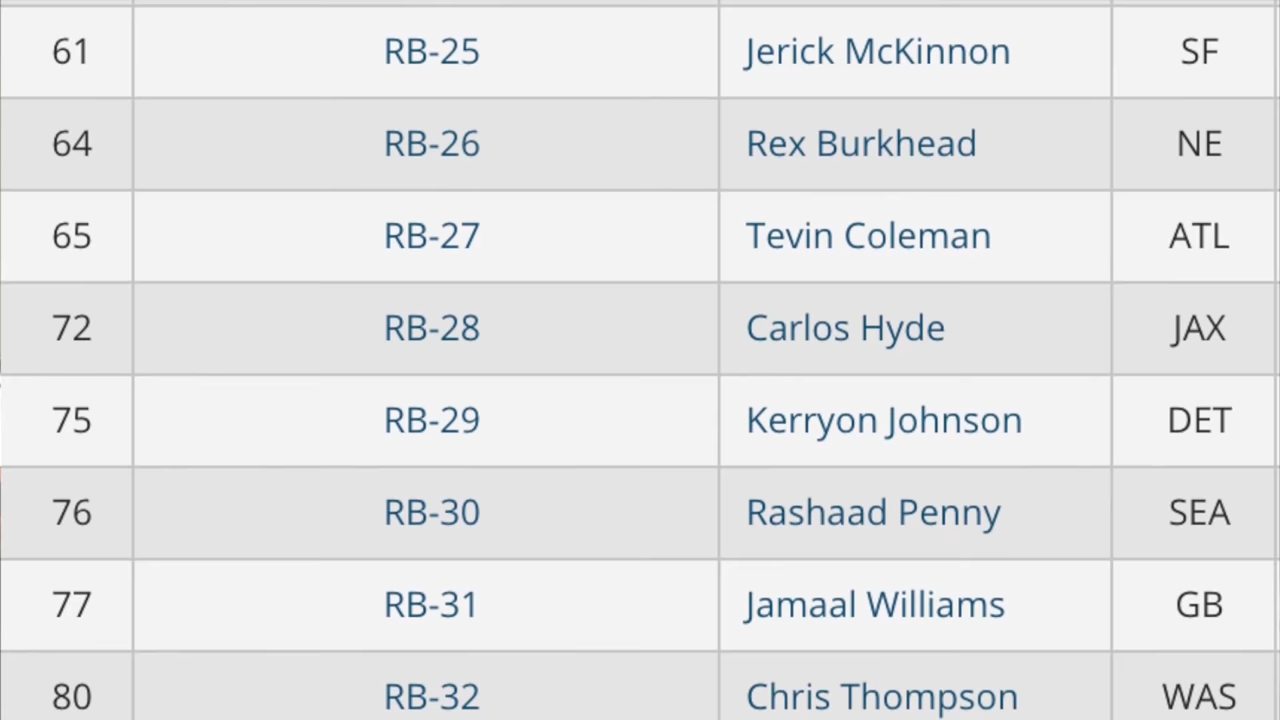 61 RB-25 Jerick McKinnon SF
64 RB-26 Rex Burkhead NE
65 RB-27 Tevin Coleman ATL
72 RB-28 Carlos Hyde JAX
75 RB-29 Kerryon Johnson DET
76 RB-30 Rashaad Penny SEA
77 RB-31 Jamaal Williams GB
80 RB-32 Chris Thompson WAS